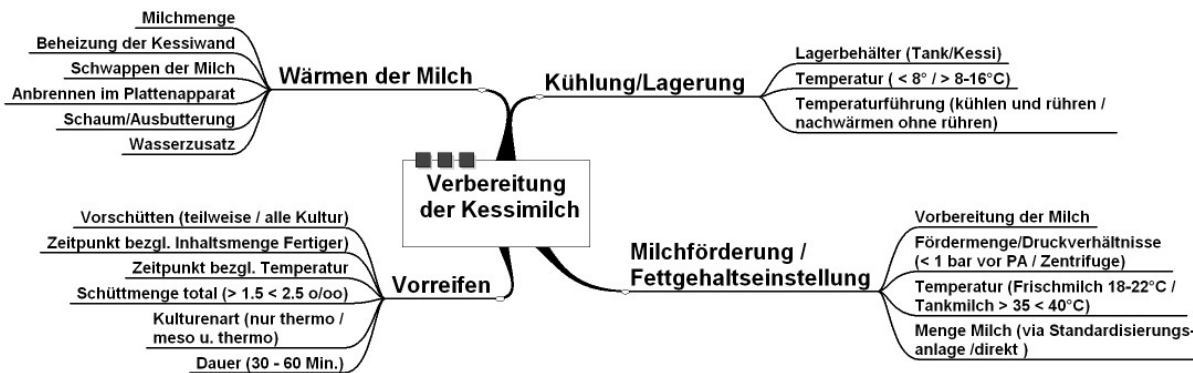 Verbereitung
der Kessimilch
Wärmen der Milch
Milchmenge
Beheizung der Kessiwand
Schwappen der Milch
Anbrennen im Plattenapparat
Schaum/Ausbutterung
Wasserzusatz
Kühlung/Lagerung
Lagerbehälter (Tank/Kessi)
Temperatur ( < 8° / > 8-16°C)
Temperaturführung (kühlen und rühren /
nachwärmen ohne rühren)
Vorreifen
Vorschütten (teilweise / alle Kultur)
Zeitpunkt bezgl. Inhaltsmenge Fertiger)
Zeitpunkt bezgl. Temperatur
Schüttmenge total (> 1.5 < 2.5 o/oo)
Kulturenart (nur thermo /
meso u. thermo)
Dauer (30 - 60 Min.)
Milchförderung /
Fettgehaltseinstellung
Vorbereitung der Milch
Fördermenge/Druckverhältnisse
(< 1 bar vor PA / Zentrifuge)
Temperatur (Frischmilch 18-22°C /
Tankmilch > 35 < 40°C)
Menge Milch (via Standardisierungs-
anlage /direkt )